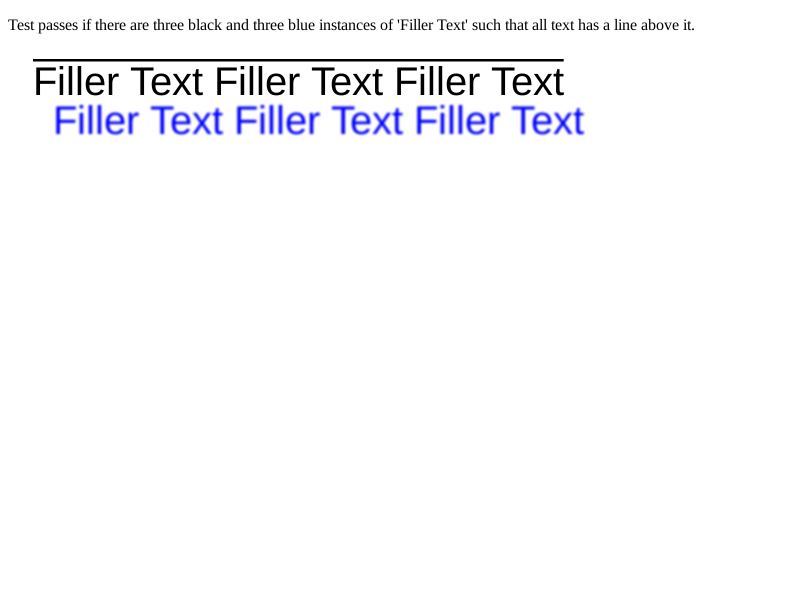 Test passes if there are three black and three blue instances of 'Filler Text' such that all text has a line above it.
Filler Text Filler Text Filler Text
Filler Text Filler Text Filler Text